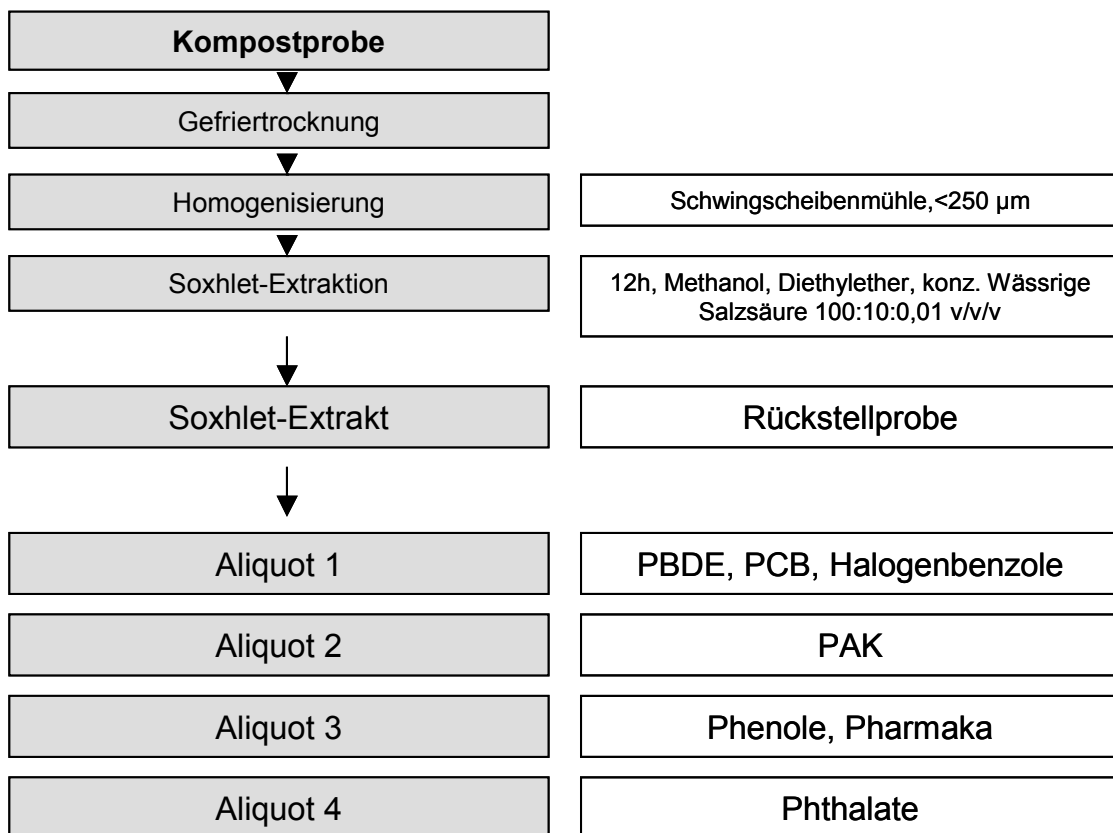 Kompostprobe
Gefriertrocknung
Homogenisierung
Schwingscheibenmühle,<250 µm
Soxhlet-Extraktion
12h, Methanol, Diethylether, konz. Wässrige
Salzsäure 100:10:0,01 v/v/v
Soxhlet-Extrakt
Rückstellprobe
Aliquot 1
PBDE, PCB, Halogenbenzole
Aliquot 2
PAK
Aliquot 3
Phenole, Pharmaka
Aliquot 4
Phthalate